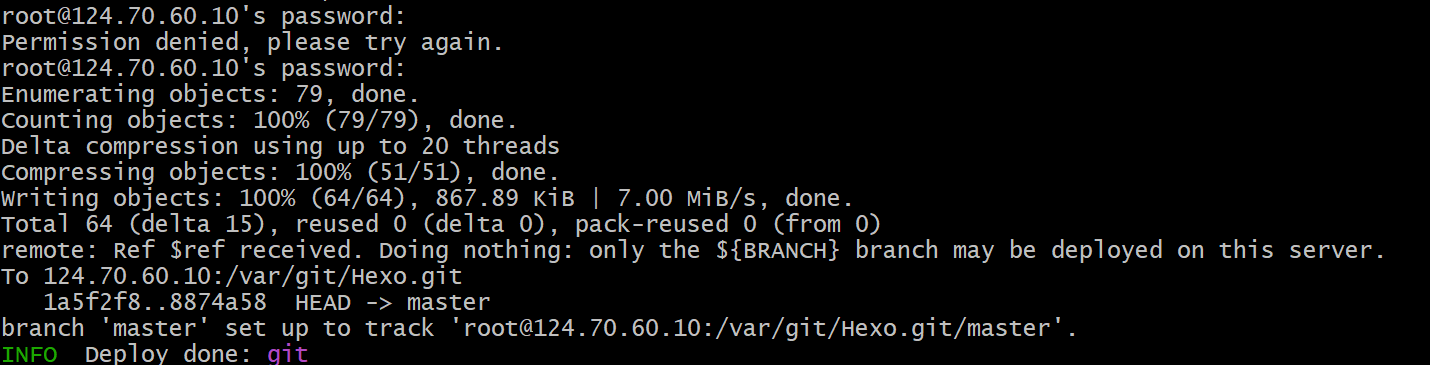 root@124.70.60.10's password:
Permission denied, please try again.
root@124.70.60.10's password:
Enumerating objects: 79, done.
Counting objects: 100% (79/79), done.
Delta compression using up to 20 threads
Compressing objects: 100% (51/51), done.
Writing objects: 100% (64/64), 867.89 KiB | 7.00 MiB/s, done.
Total 64 (delta 15), reused 0 (delta 0), pack-reused 0 (from 0)
remote: Ref $ref received. Doing nothing: only the ${BRANCH} branch may be deployed on this server.
To 124.70.60.10:/var/git/Hexo.git
   1a5f2f8..8874a58  HEAD -> master
branch 'master' set up to track 'root@124.70.60.10:/var/git/Hexo.git/master'.
INFO  Deploy done: git